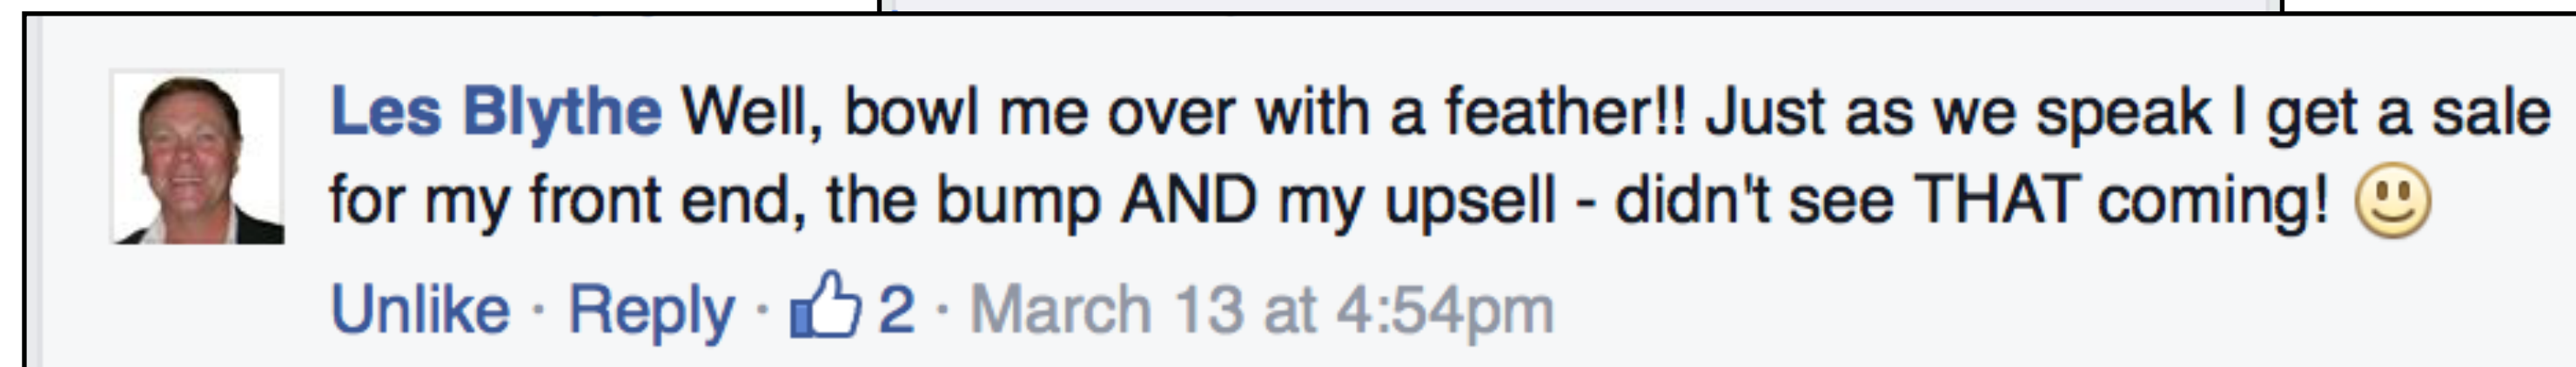 Les Blythe Well, bowl me over with a feather!! Just as we speak I get a sale
for my front end, the bump AND my upsell - didn't see THAT coming! 🙂
Unlike · Reply · 👍 2 · March 13 at 4:54pm